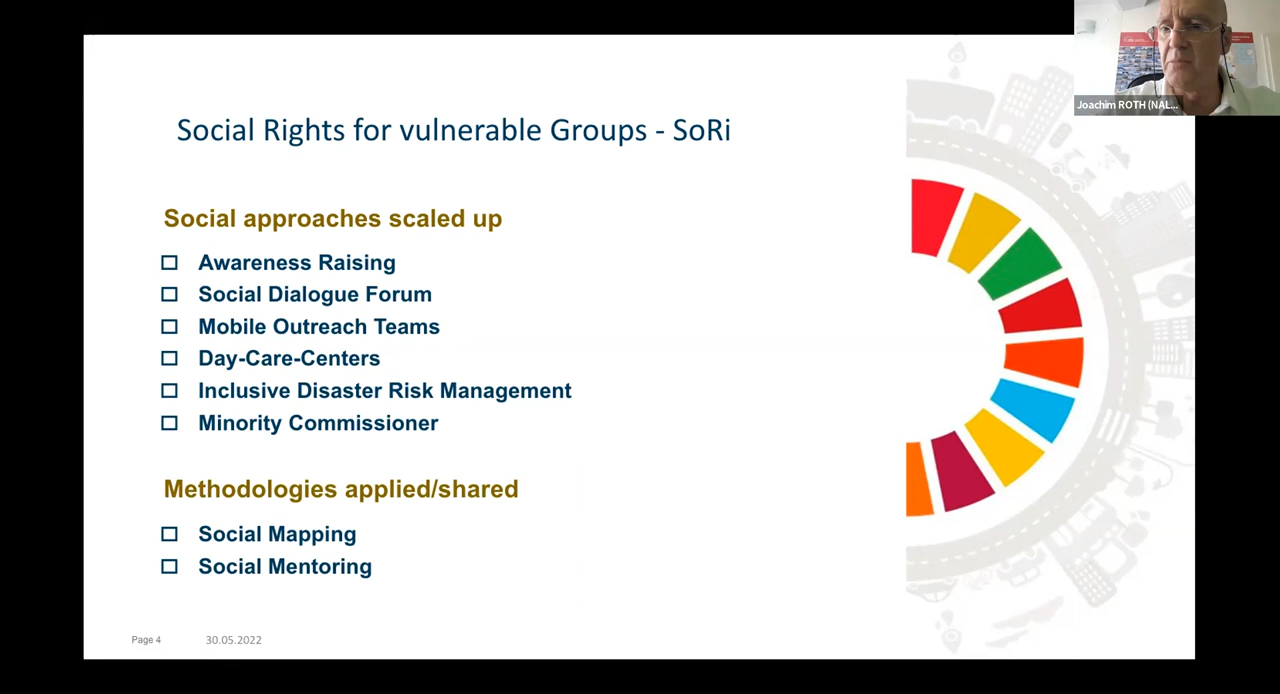 Joachim ROTH (NAL...
Social Rights for vulnerable Groups - SoRi
Social approaches scaled up
Awareness Raising
Social Dialogue Forum
Mobile Outreach Teams
Day-Care-Centers
Inclusive Disaster Risk Management
Minority Commissioner
Methodologies applied/shared
Social Mapping
Social Mentoring
Page 4 30.05.2022